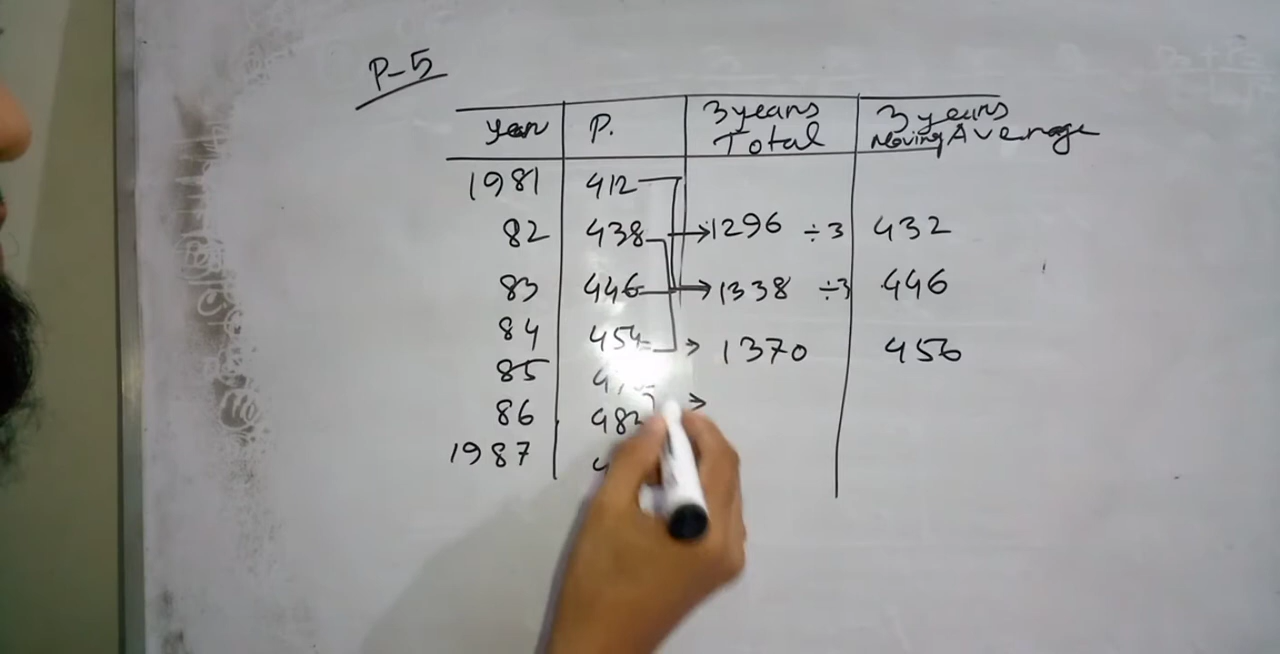 P-5
year P. 3 years Total 3 years Moving Average
1981 412
82 438 → 1296 ÷3 432
83 446 → 1338 ÷3 446
84 454 → 1370 456
85 →
86 482
1987